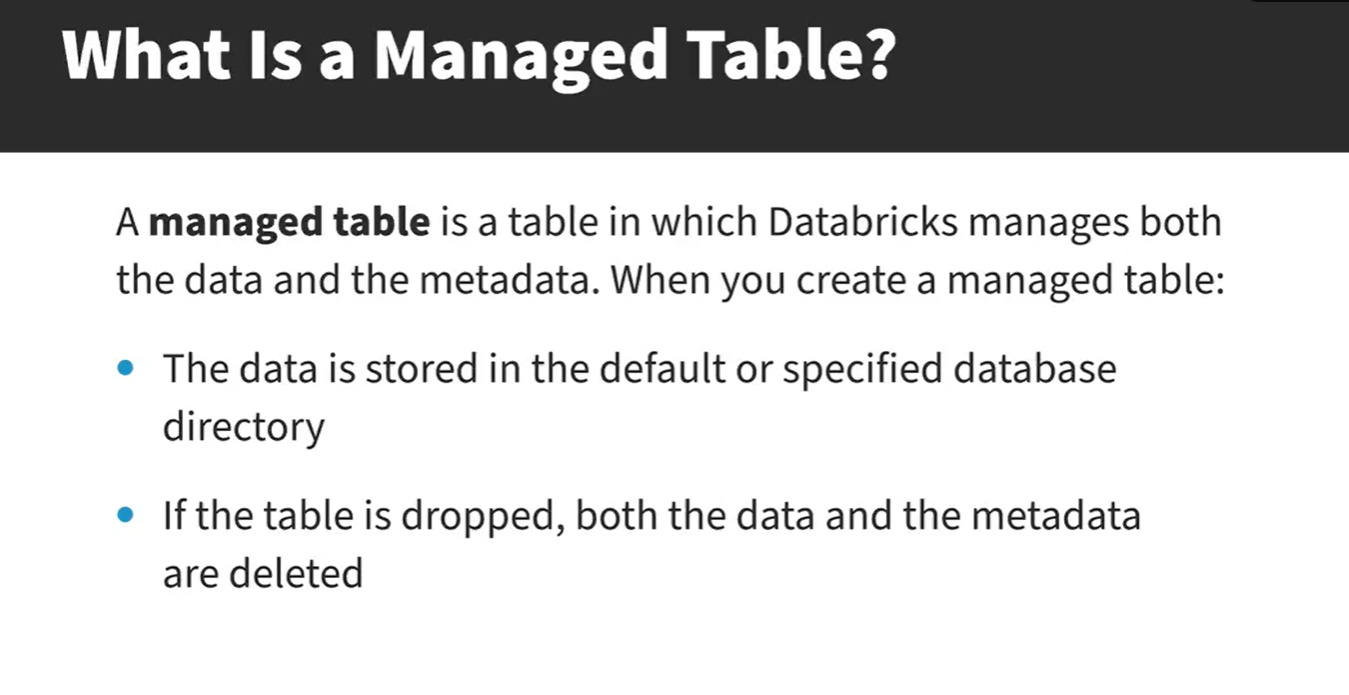 What Is a Managed Table?
A managed table is a table in which Databricks manages both
the data and the metadata. When you create a managed table:
• The data is stored in the default or specified database
directory
• If the table is dropped, both the data and the metadata
are deleted